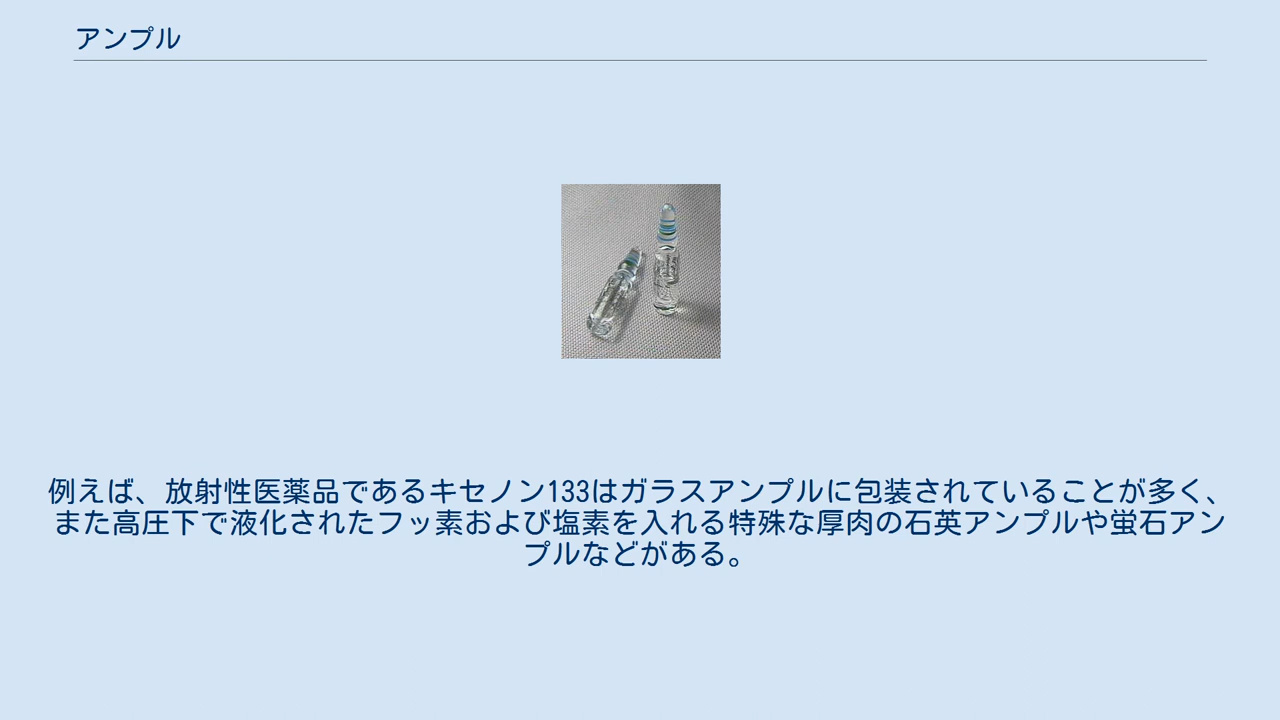 アンプル
例えば、放射性医薬品であるキセノン133はガラスアンプルに包装されていることが多く、
また高圧下で液化されたフッ素および塩素を入れる特殊な厚肉の石英アンプルや蛍石アン
プルなどがある。